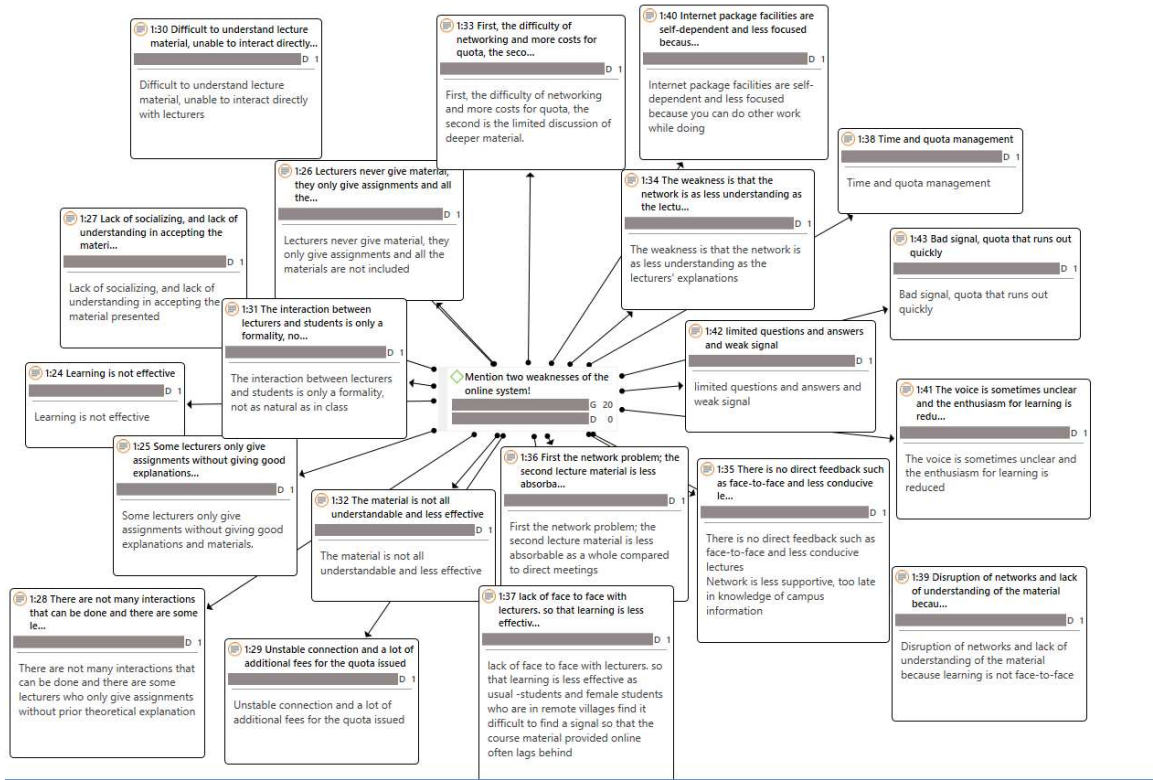 1:30 Difficult to understand lecture
material, unable to interact directly...
D 1
Difficult to understand lecture
material, unable to interact directly
with lecturers
1:33 First, the difficulty of
networking and more costs for
quota, the seco...
D 1
First, the difficulty of networking
and more costs for quota, the
second is the limited discussion of
deeper material.
1:40 Internet package facilities are
self-dependent and less focused
becaus...
D 1
Internet package facilities are self-
dependent and less focused
because you can do other work
while doing
1:38 Time and quota management
D 1
Time and quota management
1:26 Lecturers never give material,
they only give assignments and all
the...
D 1
Lecturers never give material, they
only give assignments and all the
materials are not included
1:34 The weakness is that the
network is as less understanding as
the lectu...
D 1
The weakness is that the network is
as less understanding as the
lecturers' explanations
1:27 Lack of socializing, and lack of
understanding in accepting the
materi...
D 1
Lack of socializing, and lack of
understanding in accepting the
material presented
1:43 Bad signal, quota that runs out
quickly
D 1
Bad signal, quota that runs out
quickly
1:31 The interaction between
lecturers and students is only a
formality, no...
D 1
The interaction between lecturers
and students is only a formality,
not as natural as in class
1:42 limited questions and answers
and weak signal
D 1
limited questions and answers and
weak signal
1:24 Learning is not effective
D 1
Learning is not effective
Mention two weaknesses of the
online system!
G 20
D 0
1:41 The voice is sometimes unclear
and the enthusiasm for learning is
redu...
D 1
The voice is sometimes unclear and
the enthusiasm for learning is
reduced
1:25 Some lecturers only give
assignments without giving good
explanations...
D 1
Some lecturers only give
assignments without giving good
explanations and materials.
1:32 The material is not all
understandable and less effective
D 1
The material is not all
understandable and less effective
1:36 First the network problem; the
second lecture material is less
absorba...
D 1
First the network problem; the
second lecture material is less
absorbable as a whole compared
to direct meetings
1:35 There is no direct feedback such
as face-to-face and less conducive
le...
D 1
There is no direct feedback such as
face-to-face and less conducive
lectures
Network is less supportive, too late
in knowledge of campus
information
1:39 Disruption of networks and lack
of understanding of the material
becau...
D 1
Disruption of networks and lack of
understanding of the material
because learning is not face-to-face
1:28 There are not many interactions
that can be done and there are some
le...
D 1
There are not many interactions that
can be done and there are some
lecturers who only give assignments
without prior theoretical explanation
1:29 Unstable connection and a lot of
additional fees for the quota issued
D 1
Unstable connection and a lot of
additional fees for the quota issued
1:37 lack of face to face with
lecturers. so that learning is less
effectiv...
D 1
lack of face to face with lecturers. so
that learning is less effective as
usual -students and female students
who are in remote villages find it
difficult to find a signal so that the
course material provided online
often lags behind